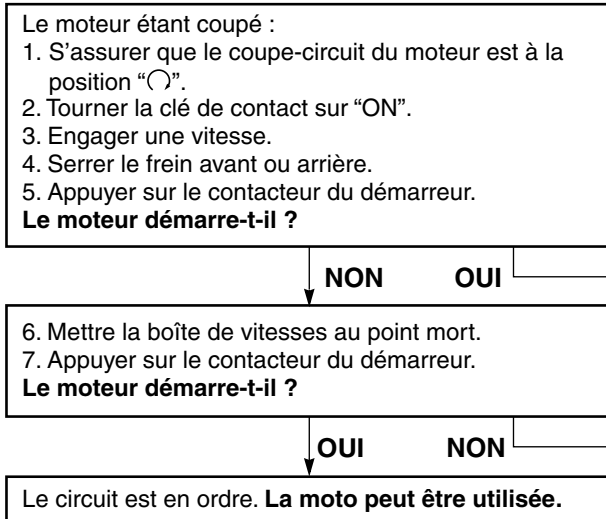 Le moteur étant coupé :
1. S’assurer que le coupe-circuit du moteur est à la
position “”.
2. Tourner la clé de contact sur “ON”.
3. Engager une vitesse.
4. Serrer le frein avant ou arrière.
5. Appuyer sur le contacteur du démarreur.
Le moteur démarre-t-il ?
NON OUI
6. Mettre la boîte de vitesses au point mort.
7. Appuyer sur le contacteur du démarreur.
Le moteur démarre-t-il ?
OUI NON
Le circuit est en ordre. La moto peut être utilisée.